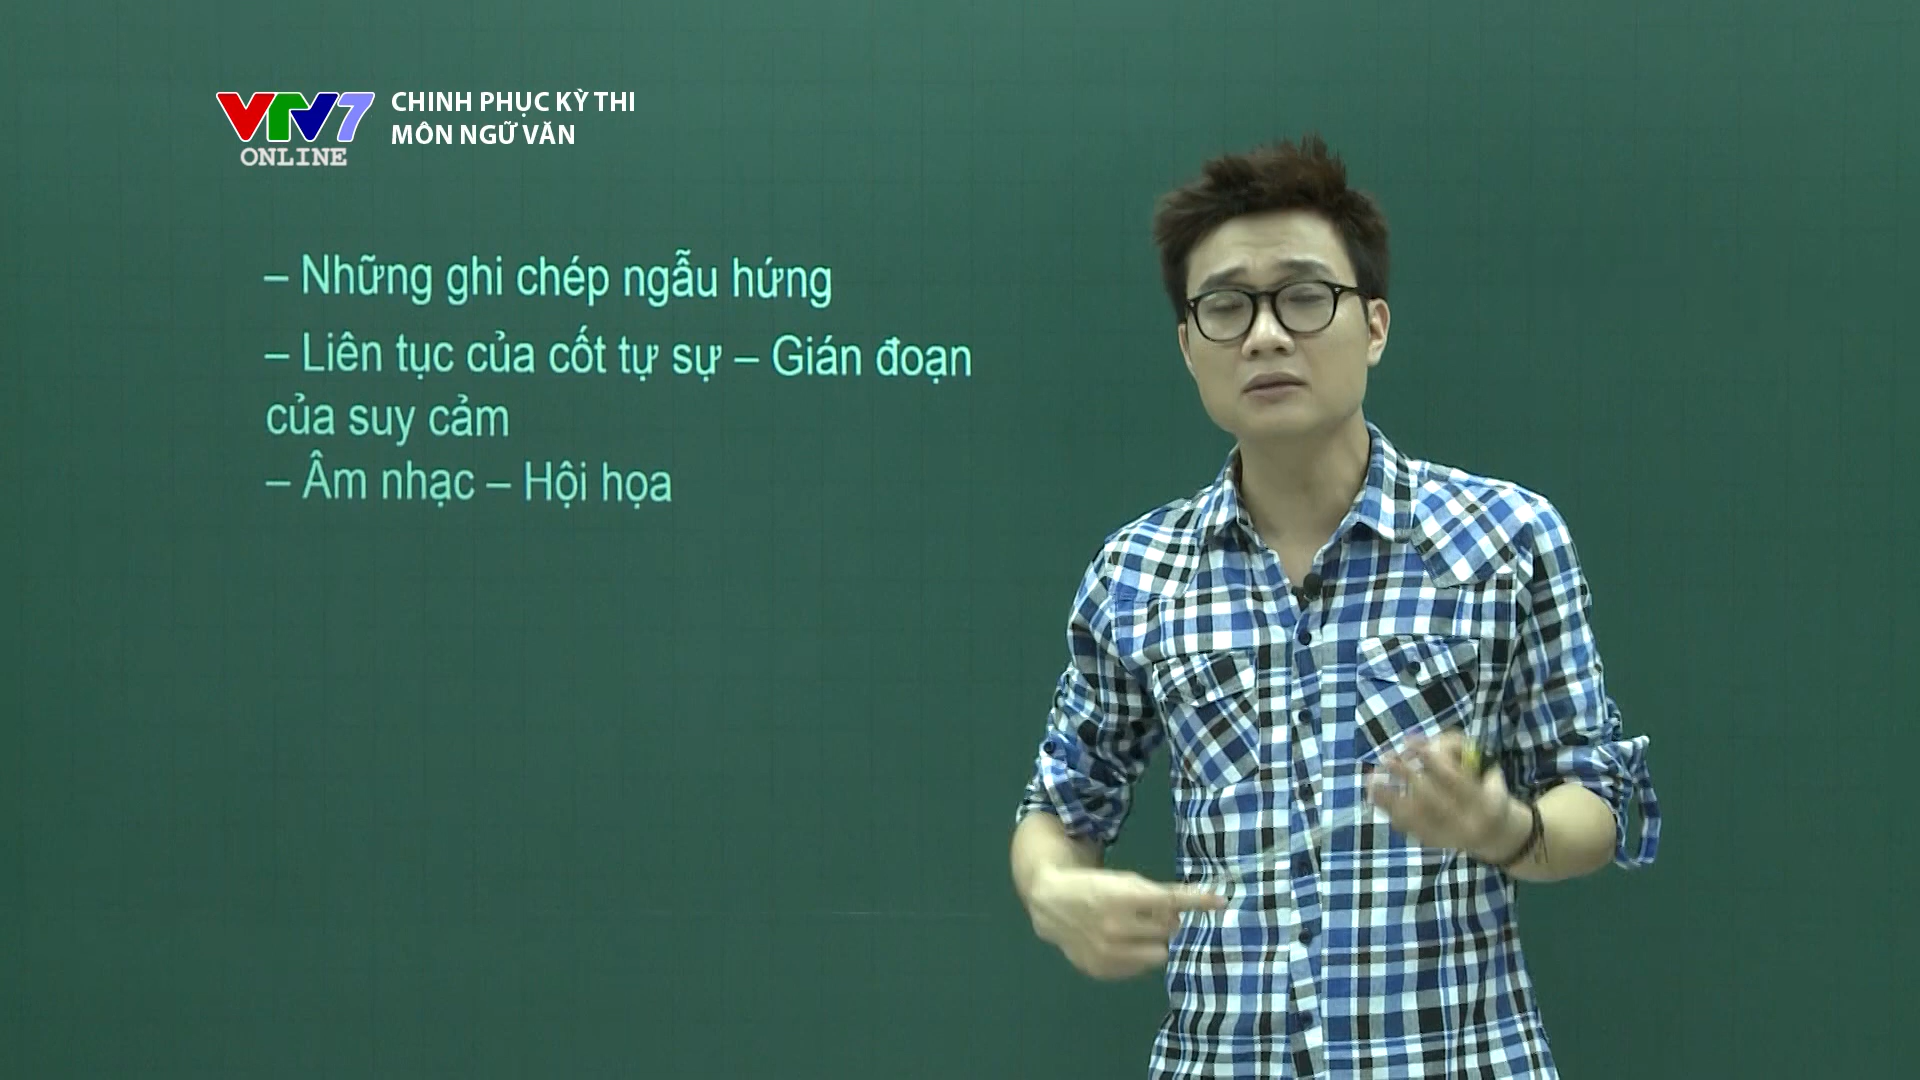 VTV7
ONLINE
CHINH PHỤC KỲ THI
MÔN NGỮ VĂN
– Những ghi chép ngẫu hứng
– Liên tục của cốt tự sự – Gián đoạn
của suy cảm
– Âm nhạc – Hội họa